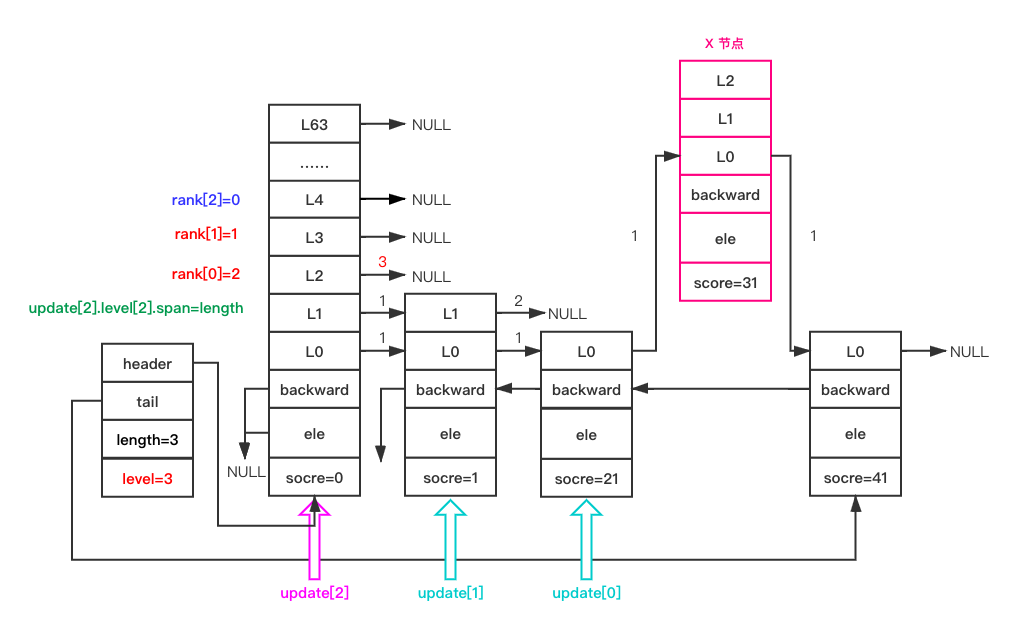 X 节点
L2
L1
L0
backward
ele
score=31
1
1
L63
NULL
......
rank[2]=0
L4
NULL
rank[1]=1
L3
NULL
rank[0]=2
L2
3
NULL
update[2].level[2].span=length
L1
1
L1
2
NULL
L0
1
L0
1
L0
L0
NULL
header
tail
length=3
level=3
backward
backward
backward
backward
ele
ele
ele
ele
NULL
socre=0
socre=1
socre=21
socre=41
update[2]
update[1]
update[0]